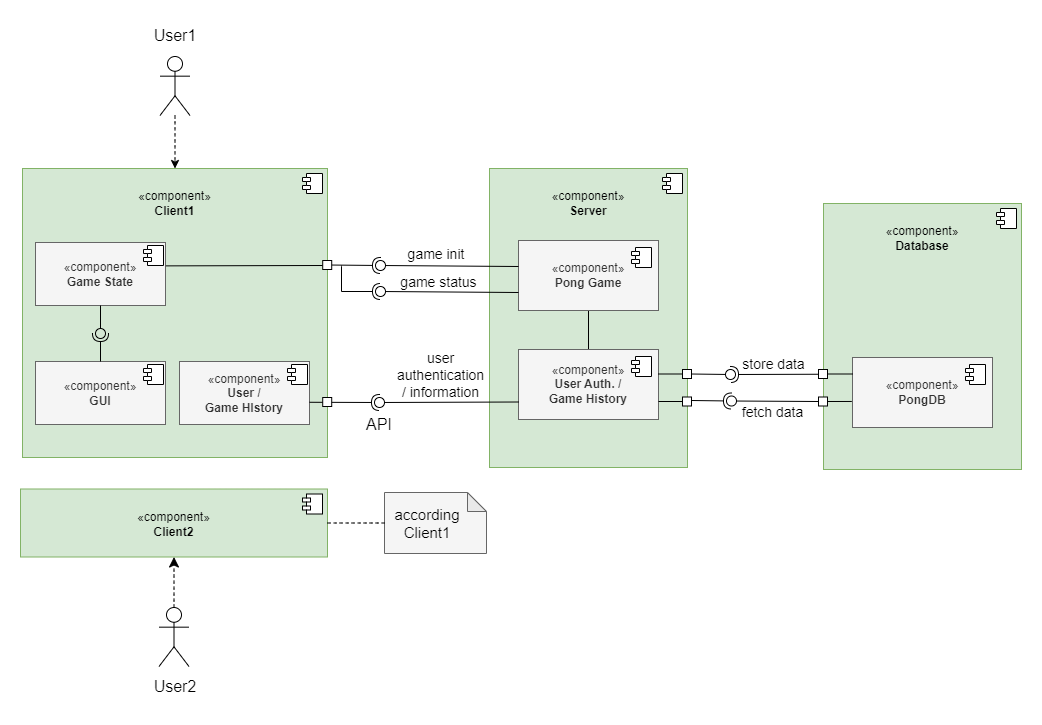 User1
«component»
Client1
«component»
Game State
«component»
GUI
«component»
User /
Game HIstory
game init
game status
user
authentication
/ information
API
«component»
Server
«component»
Pong Game
«component»
User Auth. /
Game HIstory
store data
fetch data
«component»
Database
«component»
PongDB
«component»
Client2
according
Client1
User2